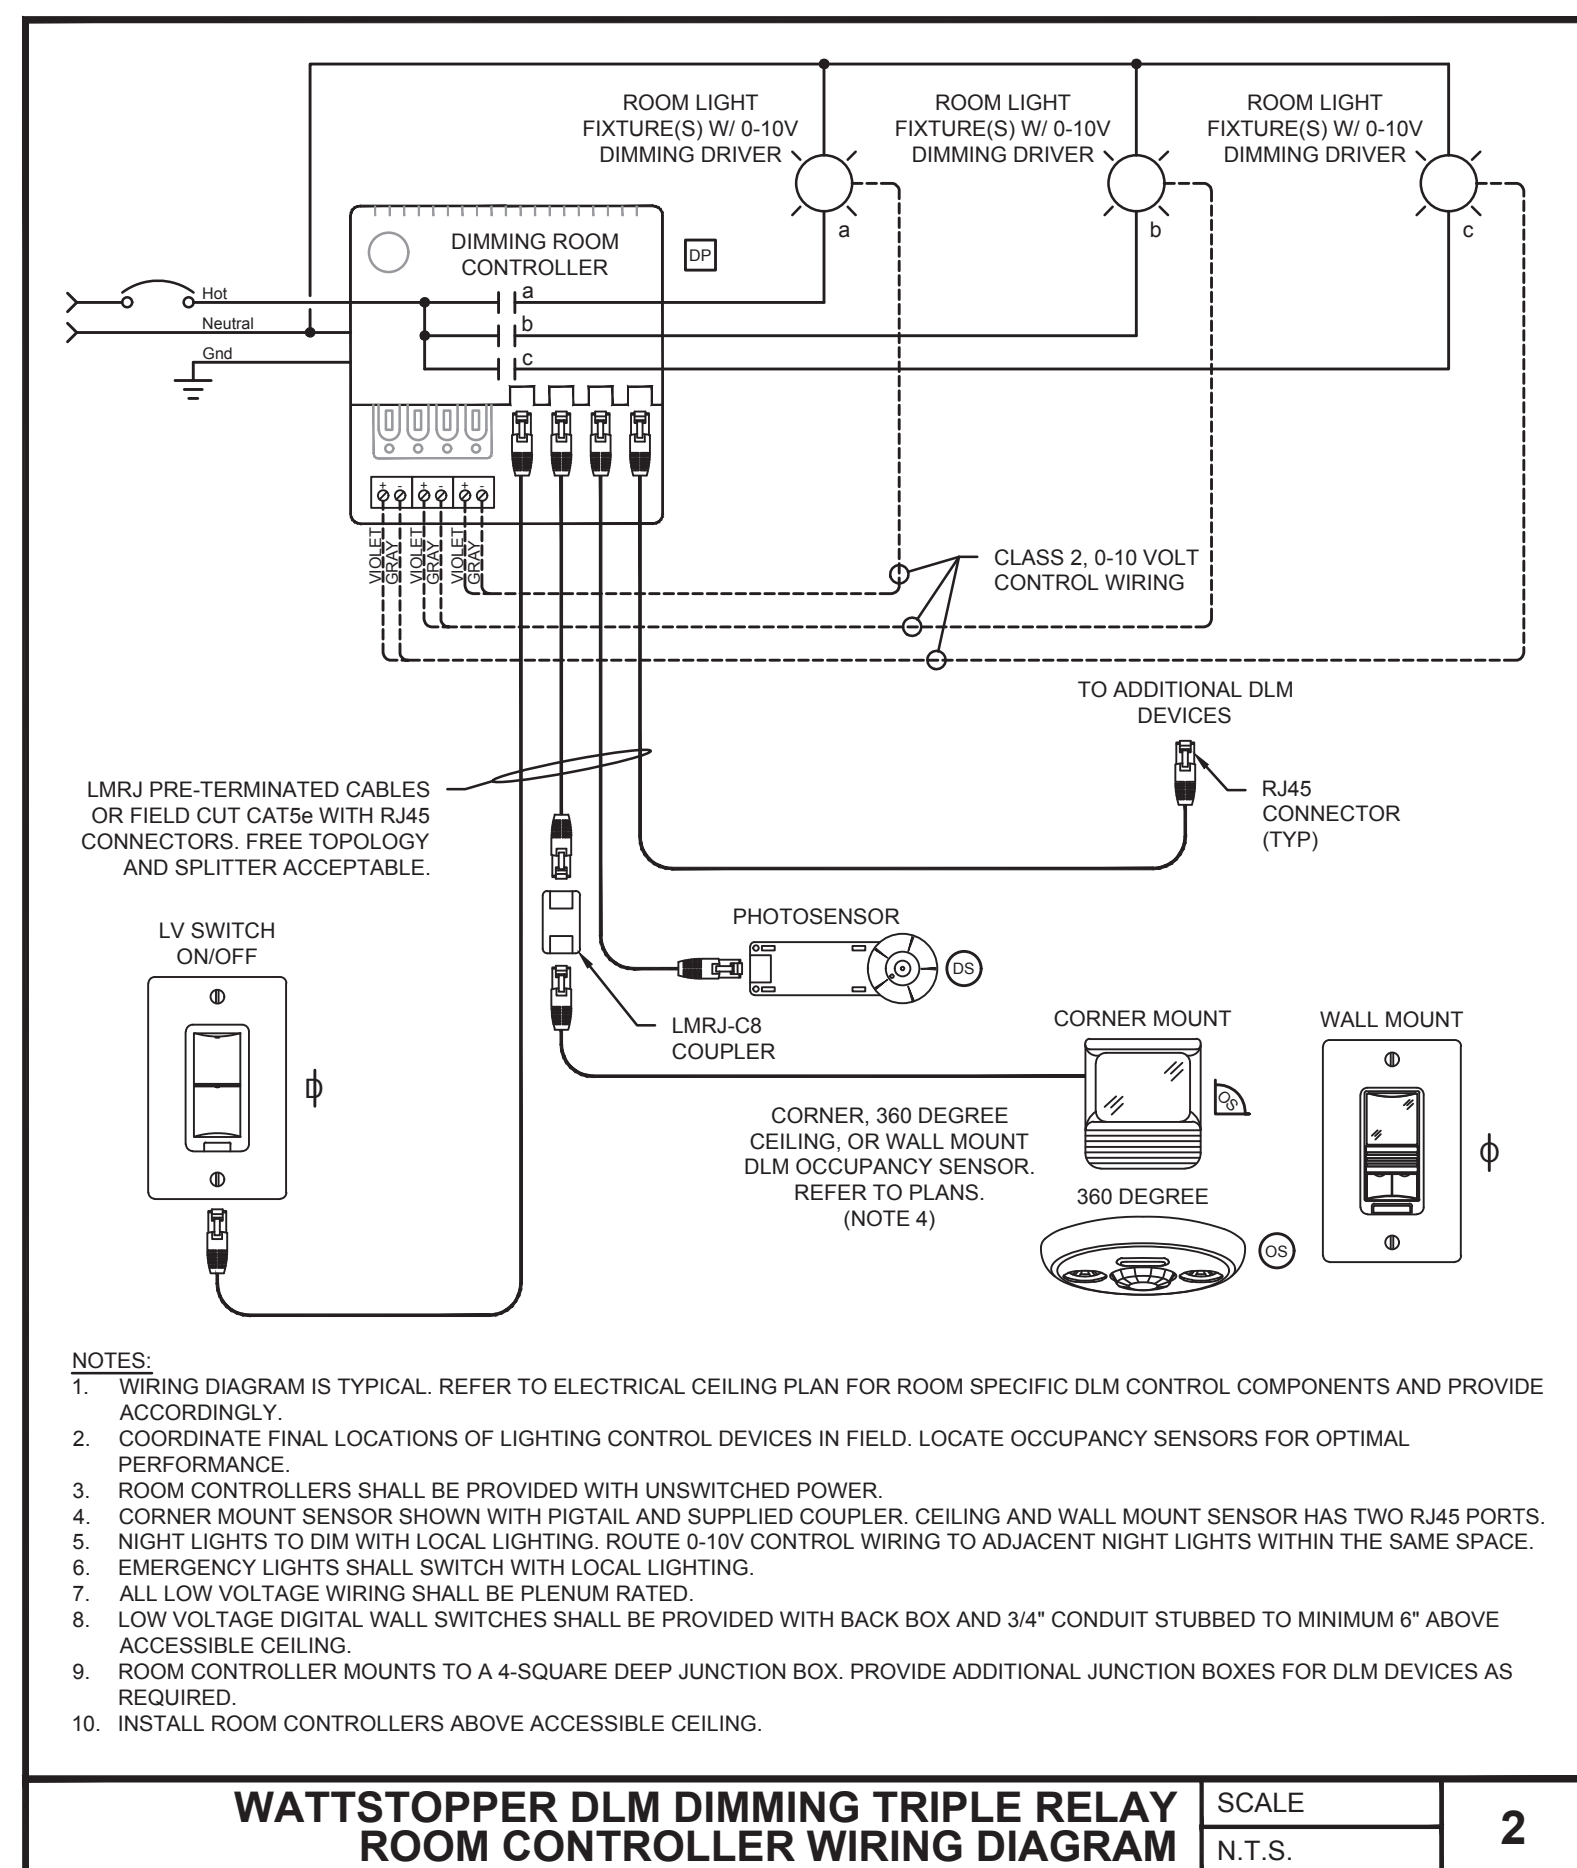 ROOM LIGHT
FIXTURE(S) W/ 0-10V
DIMMING DRIVER
ROOM LIGHT
FIXTURE(S) W/ 0-10V
DIMMING DRIVER
ROOM LIGHT
FIXTURE(S) W/ 0-10V
DIMMING DRIVER
a
b
c
DIMMING ROOM
CONTROLLER
DP
Hot
Neutral
Gnd
a
b
c
+ - + - + -
VIOLET
GRAY
VIOLET
GRAY
VIOLET
GRAY
CLASS 2, 0-10 VOLT
CONTROL WIRING
TO ADDITIONAL DLM
DEVICES
RJ45
CONNECTOR
(TYP)
LMRJ PRE-TERMINATED CABLES
OR FIELD CUT CAT5e WITH RJ45
CONNECTORS. FREE TOPOLOGY
AND SPLITTER ACCEPTABLE.
LV SWITCH
ON/OFF
D
PHOTOSENSOR
DS
LMRJ-C8
COUPLER
CORNER MOUNT
OS
WALL MOUNT
CORNER, 360 DEGREE
CEILING, OR WALL MOUNT
DLM OCCUPANCY SENSOR.
REFER TO PLANS.
(NOTE 4)
360 DEGREE
OS
NOTES:
1. WIRING DIAGRAM IS TYPICAL. REFER TO ELECTRICAL CEILING PLAN FOR ROOM SPECIFIC DLM CONTROL COMPONENTS AND PROVIDE
ACCORDINGLY.
2. COORDINATE FINAL LOCATIONS OF LIGHTING CONTROL DEVICES IN FIELD. LOCATE OCCUPANCY SENSORS FOR OPTIMAL
PERFORMANCE.
3. ROOM CONTROLLERS SHALL BE PROVIDED WITH UNSWITCHED POWER.
4. CORNER MOUNT SENSOR SHOWN WITH PIGTAIL AND SUPPLIED COUPLER. CEILING AND WALL MOUNT SENSOR HAS TWO RJ45 PORTS.
5. NIGHT LIGHTS TO DIM WITH LOCAL LIGHTING. ROUTE 0-10V CONTROL WIRING TO ADJACENT NIGHT LIGHTS WITHIN THE SAME SPACE.
6. EMERGENCY LIGHTS SHALL SWITCH WITH LOCAL LIGHTING.
7. ALL LOW VOLTAGE WIRING SHALL BE PLENUM RATED.
8. LOW VOLTAGE DIGITAL WALL SWITCHES SHALL BE PROVIDED WITH BACK BOX AND 3/4" CONDUIT STUBBED TO MINIMUM 6" ABOVE
ACCESSIBLE CEILING.
9. ROOM CONTROLLER MOUNTS TO A 4-SQUARE DEEP JUNCTION BOX. PROVIDE ADDITIONAL JUNCTION BOXES FOR DLM DEVICES AS
REQUIRED.
10. INSTALL ROOM CONTROLLERS ABOVE ACCESSIBLE CEILING.
WATTSTOPPER DLM DIMMING TRIPLE RELAY
ROOM CONTROLLER WIRING DIAGRAM
SCALE
N.T.S.
2